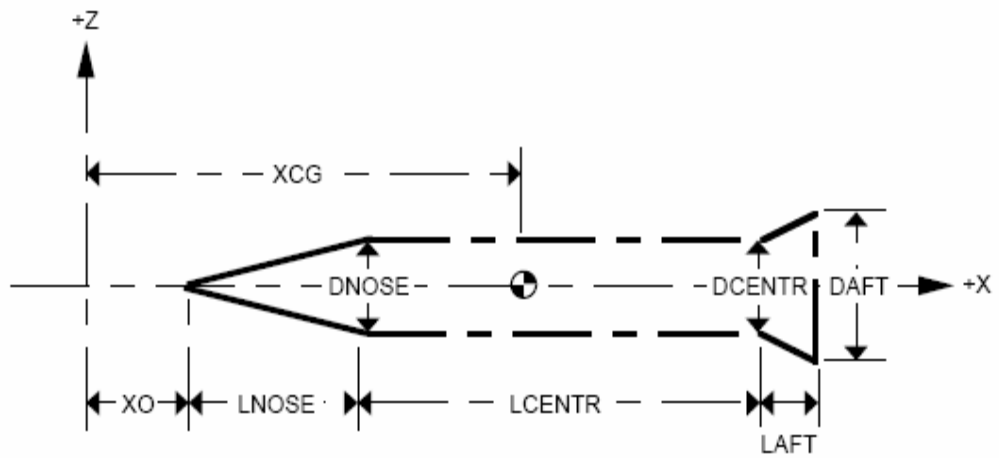 +Z
XCG
DNOSE
DCENTR
DAFT
+X
XO
LNOSE
LCENTR
LAFT